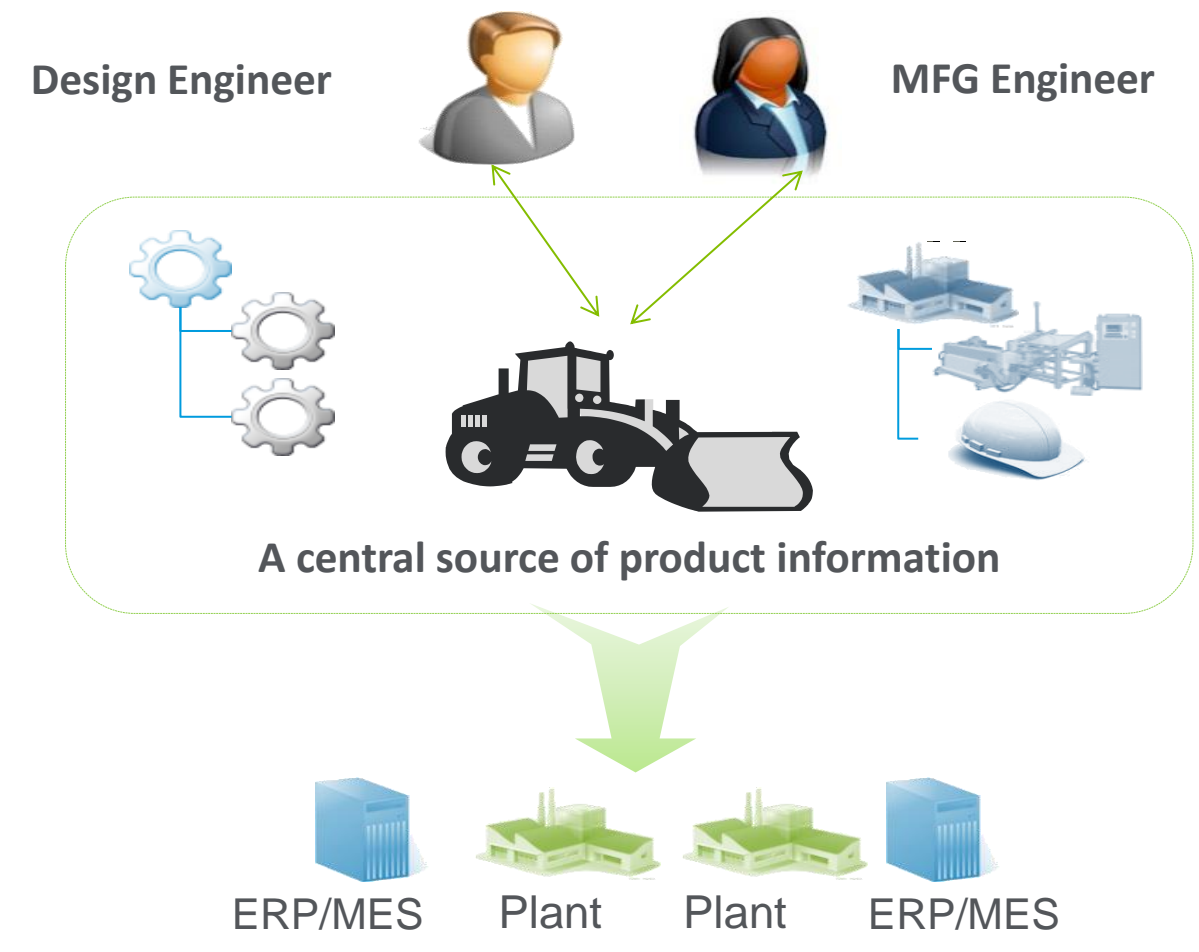 Design Engineer
MFG Engineer
A central source of product information
ERP/MES
Plant
Plant
ERP/MES